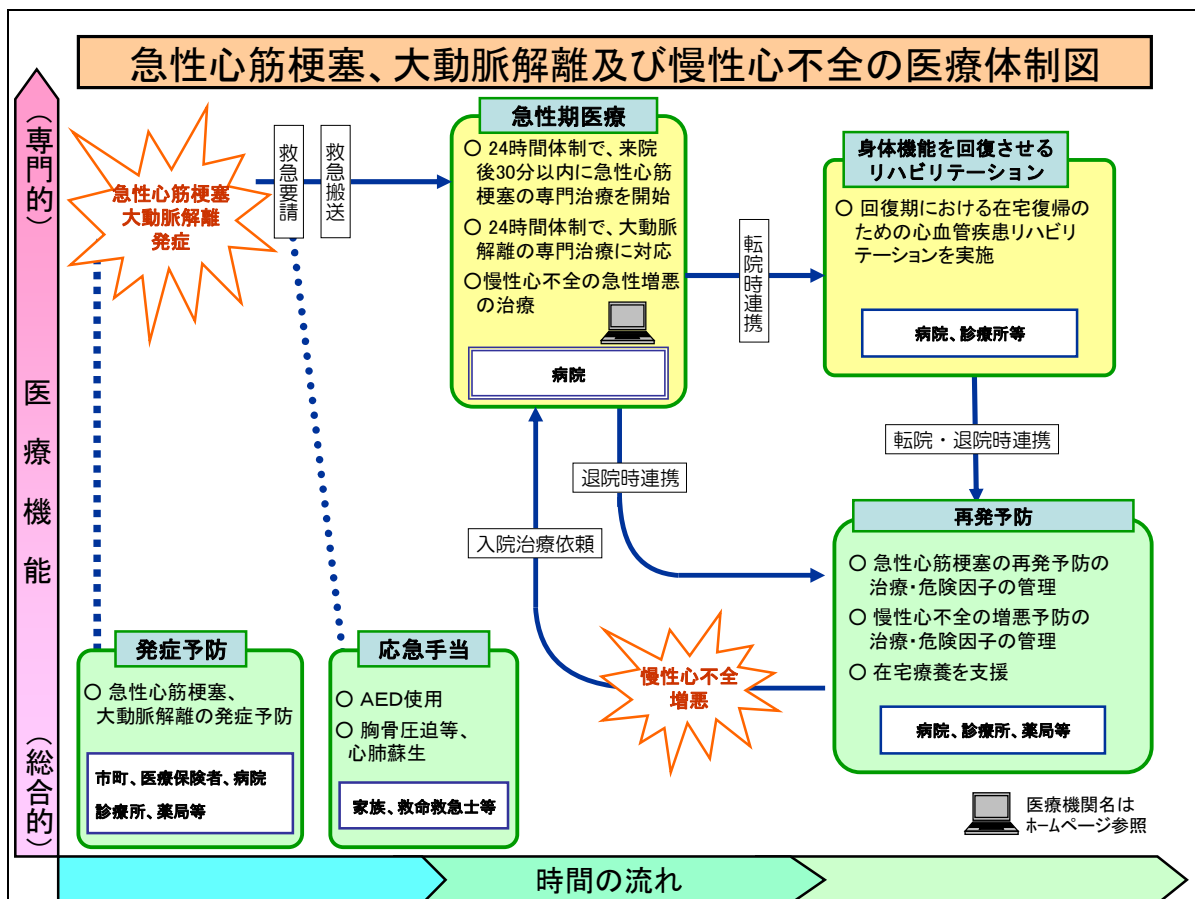 急性心筋梗塞、大動脈解離及び慢性心不全の医療体制図
(専門的)
医療機能
(総合的)
急性心筋梗塞
大動脈解離
発症
救急要請
救急搬送
急性期医療
○ 24時間体制で、来院
後30分以内に急性心筋
梗塞の専門治療を開始
○ 24時間体制で、大動脈
解離の専門治療に対応
○慢性心不全の急性増悪
の治療
病院
転院時連携
身体機能を回復させる
リハビリテーション
○ 回復期における在宅復帰の
ための心血管疾患リハビリ
テーションを実施
病院、診療所等
転院・退院時連携
退院時連携
入院治療依頼
再発予防
○ 急性心筋梗塞の再発予防の
治療・危険因子の管理
○ 慢性心不全の増悪予防の
治療・危険因子の管理
○ 在宅療養を支援
病院、診療所、薬局等
慢性心不全
増悪
発症予防
○ 急性心筋梗塞、
大動脈解離の発症予防
市町、医療保険者、病院
診療所、薬局等
応急手当
○ AED使用
○ 胸骨圧迫等、
心肺蘇生
家族、救命救急士等
医療機関名は
ホームページ参照
時間の流れ